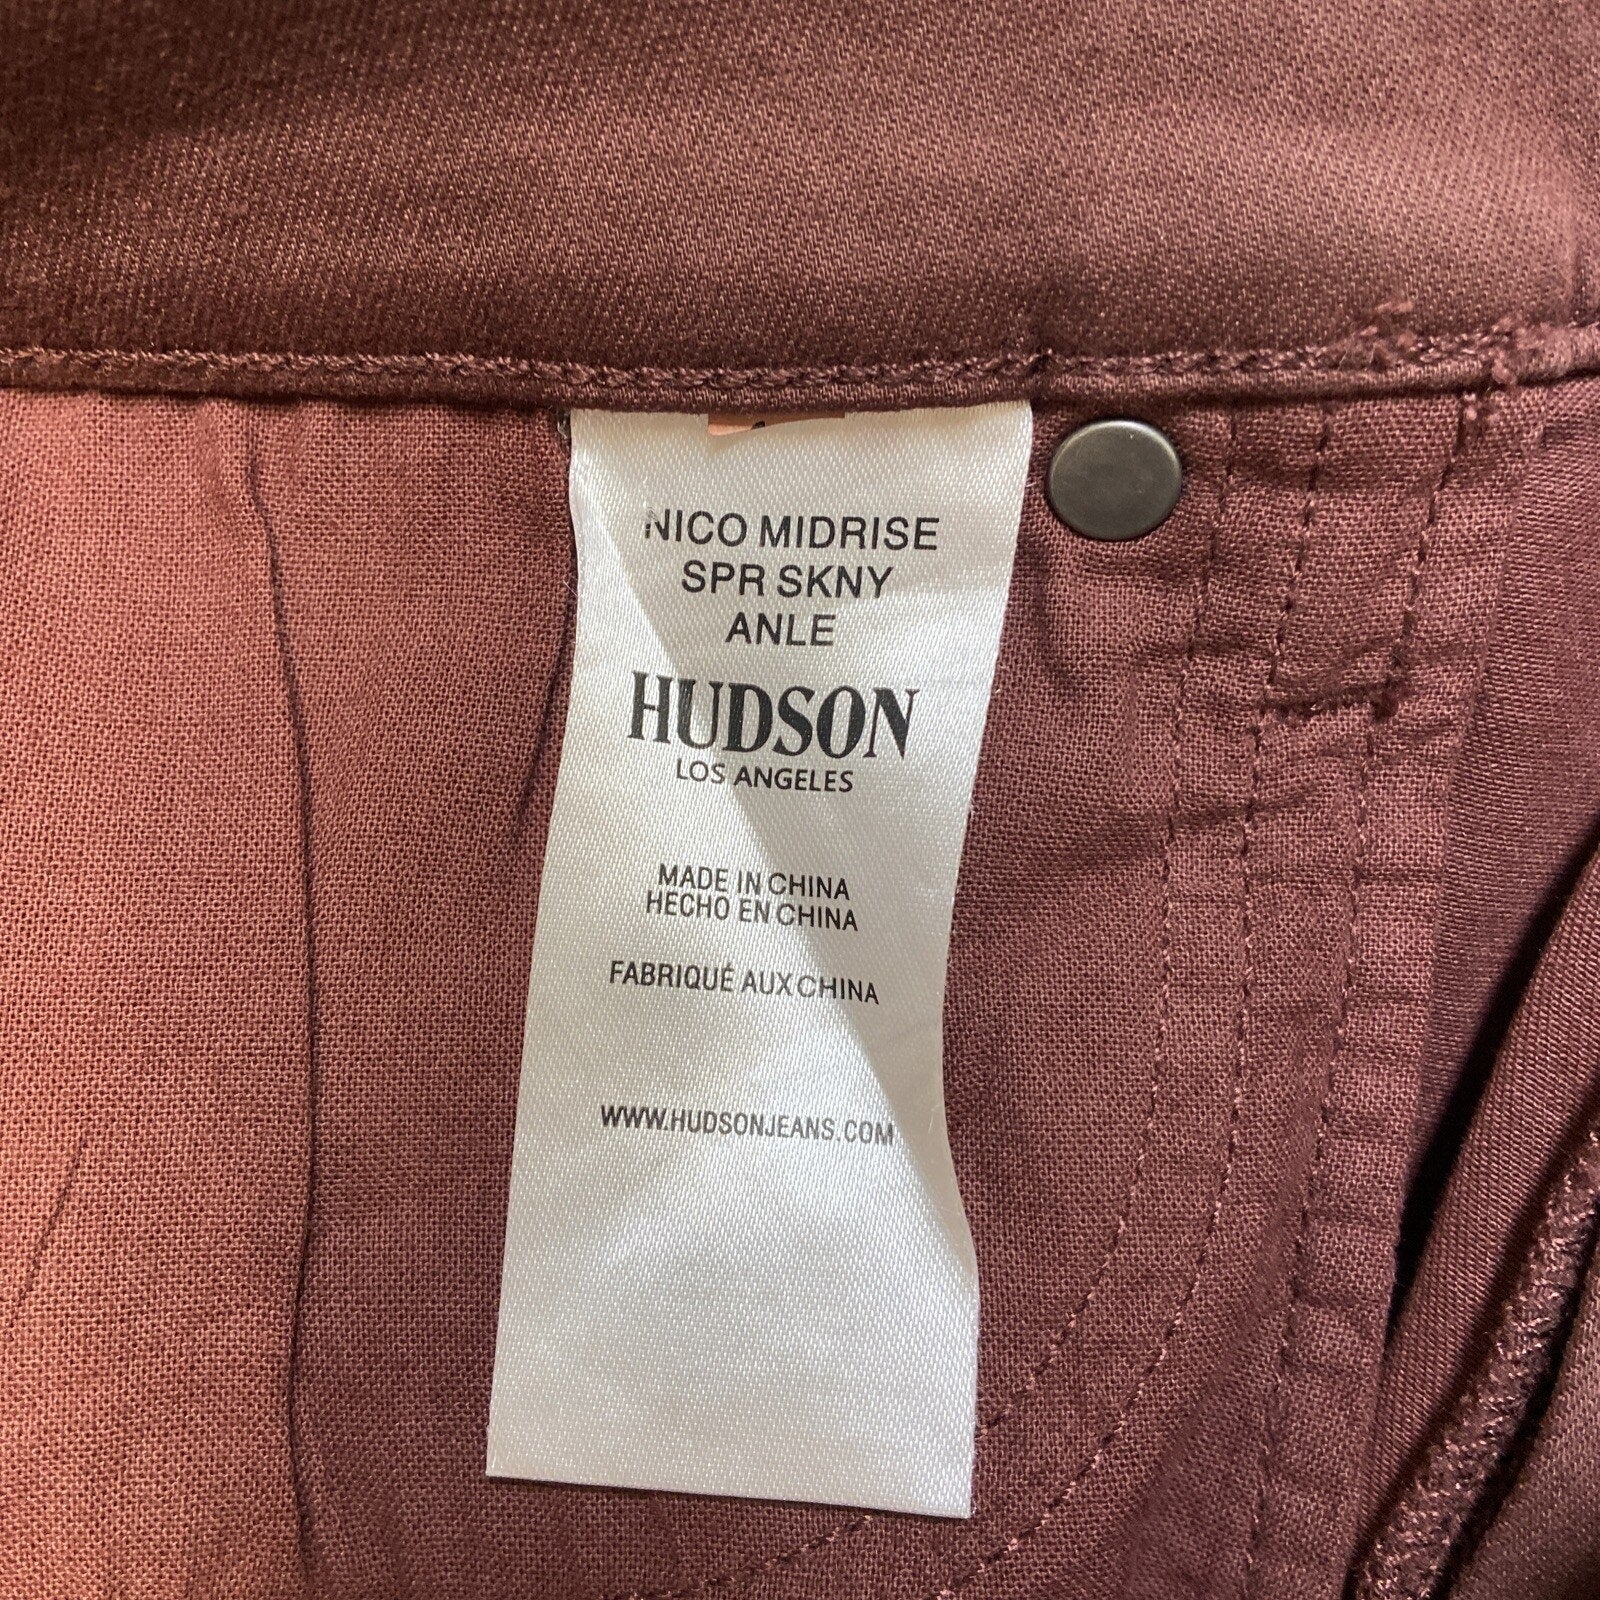 NICO MIDRISE
SPR SKNY
ANLE
HUDSON
LOS ANGELES
MADE IN CHINA
HECHO EN CHINA
FABRIQUÉ AUX CHINA
WWW.HUDSONJEANS.COM